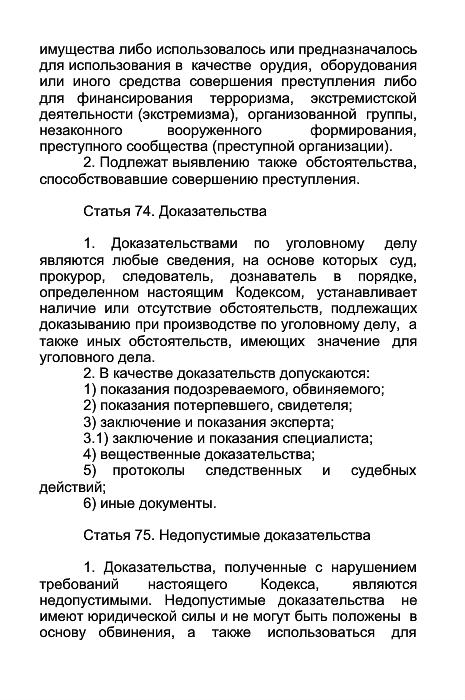 имущества либо использовалось или предназначалось
для использования в качестве орудия, оборудования
или иного средства совершения преступления либо
для финансирования терроризма, экстремистской
деятельности (экстремизма), организованной группы,
незаконного вооруженного формирования,
преступного сообщества (преступной организации).
2. Подлежат выявлению также обстоятельства,
способствовавшие совершению преступления.
Статья 74. Доказательства
1. Доказательствами по уголовному делу
являются любые сведения, на основе которых суд,
прокурор, следователь, дознаватель в порядке,
определенном настоящим Кодексом, устанавливает
наличие или отсутствие обстоятельств, подлежащих
доказыванию при производстве по уголовному делу, а
также иных обстоятельств, имеющих значение для
уголовного дела.
2. В качестве доказательств допускаются:
1) показания подозреваемого, обвиняемого;
2) показания потерпевшего, свидетеля;
3) заключение и показания эксперта;
3.1) заключение и показания специалиста;
4) вещественные доказательства;
5) протоколы следственных и судебных
действий;
6) иные документы.
Статья 75. Недопустимые доказательства
1. Доказательства, полученные с нарушением
требований настоящего Кодекса, являются
недопустимыми. Недопустимые доказательства не
имеют юридической силы и не могут быть положены в
основу обвинения, а также использоваться для